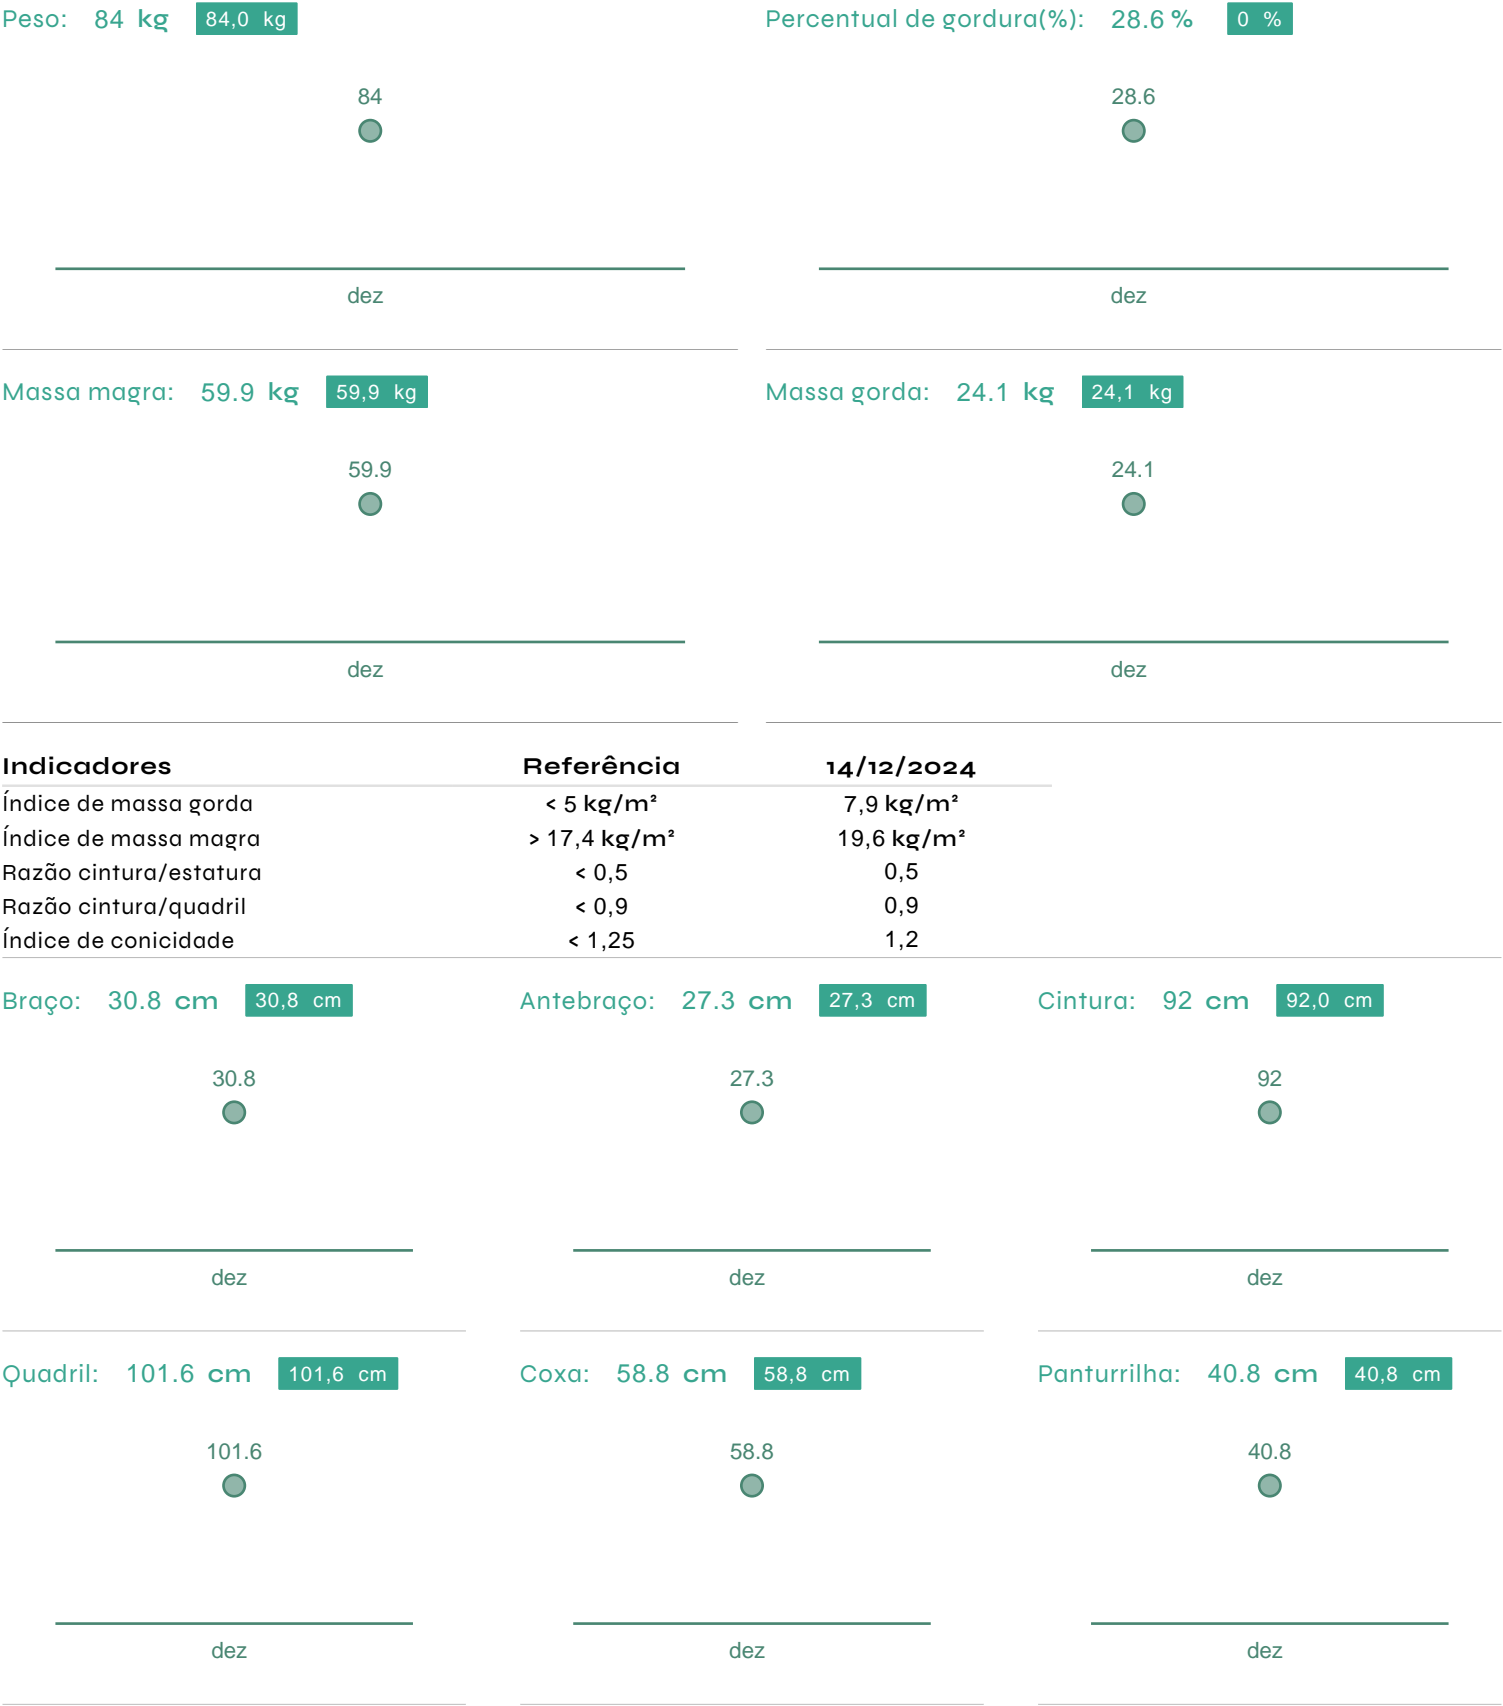 Peso: 84 kg 84,0 kg
Percentual de gordura(%): 28.6 % 0 %
84
28.6
dez
dez
Massa magra: 59.9 kg 59,9 kg
Massa gorda: 24.1 kg 24,1 kg
59.9
24.1
dez
dez
Indicadores Referência 14/12/2024
Índice de massa gorda < 5 kg/m² 7,9 kg/m²
Índice de massa magra > 17,4 kg/m² 19,6 kg/m²
Razão cintura/estatura < 0,5 0,5
Razão cintura/quadril < 0,9 0,9
Índice de conicidade < 1,25 1,2
Braço: 30.8 cm 30,8 cm
Antebraço: 27.3 cm 27,3 cm
Cintura: 92 cm 92,0 cm
30.8
27.3
92
dez
dez
dez
Quadril: 101.6 cm 101,6 cm
Coxa: 58.8 cm 58,8 cm
Panturrilha: 40.8 cm 40,8 cm
101.6
58.8
40.8
dez
dez
dez